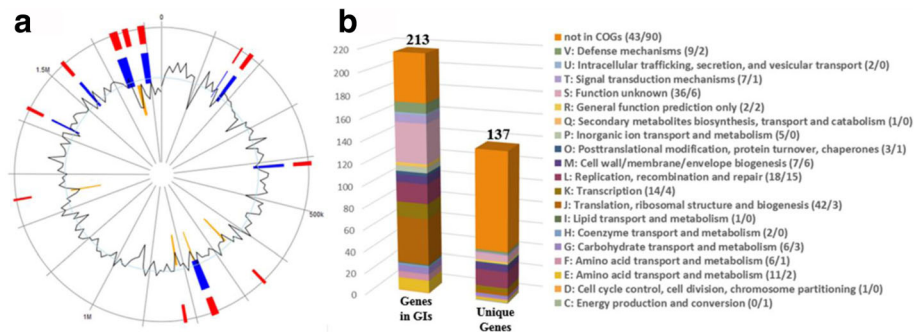 a
0
1.5M
500k
1M
b
213
137
220
200
180
160
140
120
100
80
60
40
20
0
Genes
in GIs
Unique
Genes
not in COGs (43/90)
V: Defense mechanisms (9/2)
U: Intracellular trafficking, secretion, and vesicular transport (2/0)
T: Signal transduction mechanisms (7/1)
S: Function unknown (36/6)
R: General function prediction only (2/2)
Q: Secondary metabolites biosynthesis, transport and catabolism (1/0)
P: Inorganic ion transport and metabolism (5/0)
O: Posttranslational modification, protein turnover, chaperones (3/1)
M: Cell wall/membrane/envelope biogenesis (7/6)
L: Replication, recombination and repair (18/15)
K: Transcription (14/4)
J: Translation, ribosomal structure and biogenesis (42/3)
I: Lipid transport and metabolism (1/0)
H: Coenzyme transport and metabolism (2/0)
G: Carbohydrate transport and metabolism (6/3)
F: Amino acid transport and metabolism (6/1)
E: Amino acid transport and metabolism (11/2)
D: Cell cycle control, cell division, chromosome partitioning (1/0)
C: Energy production and conversion (0/1)